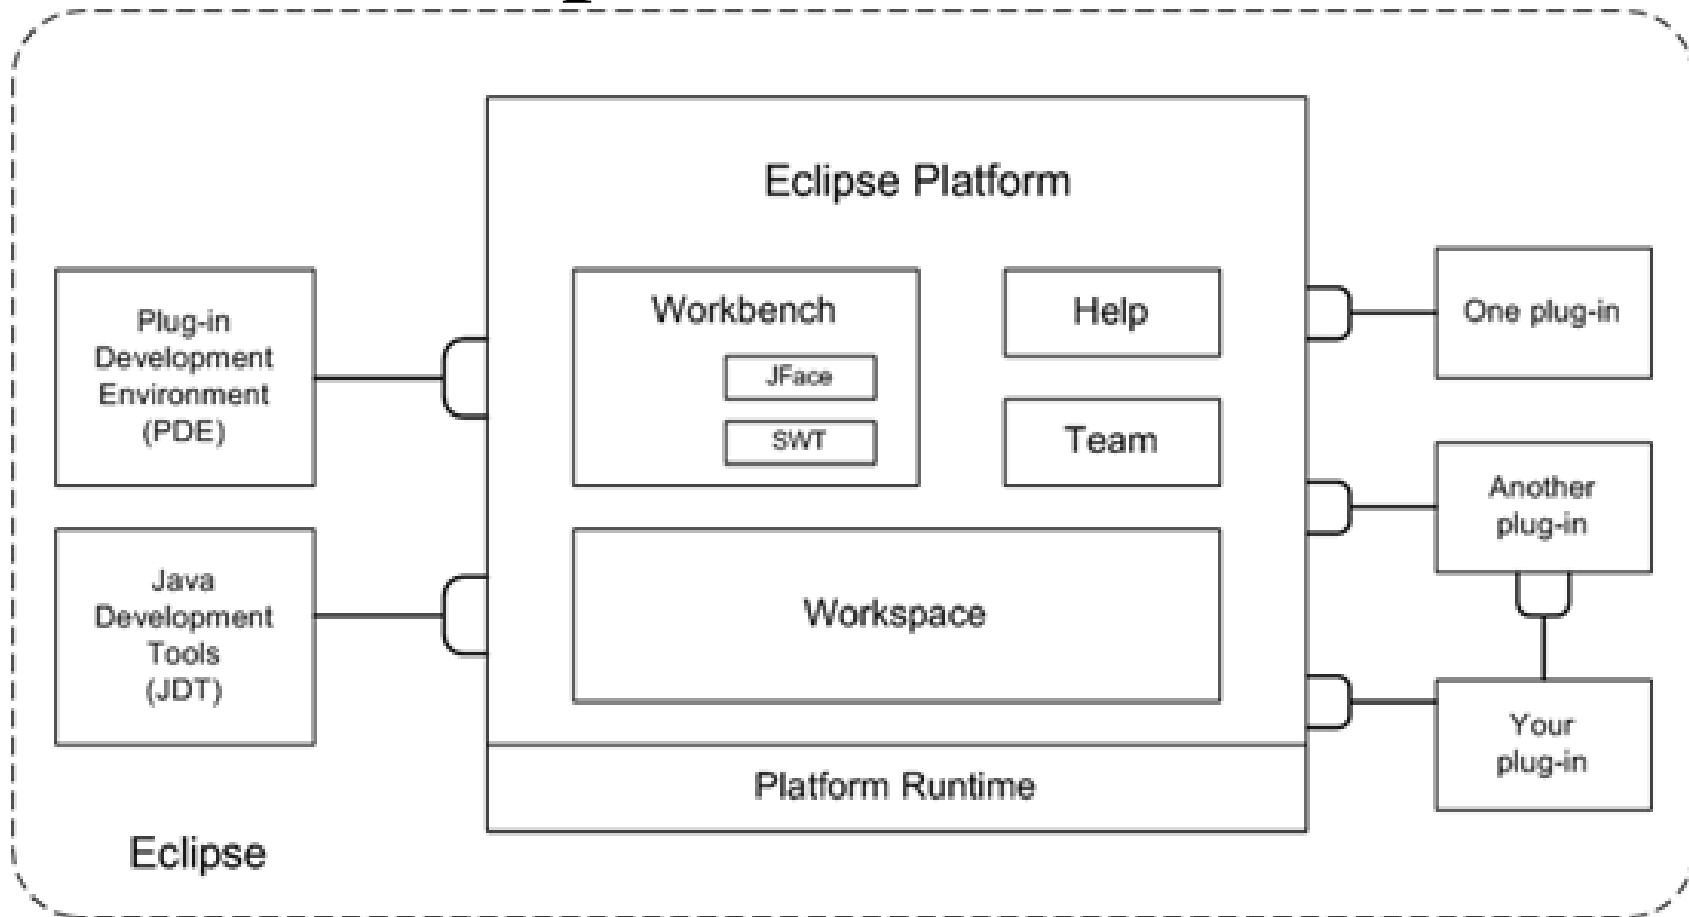 Eclipse Platform
Plug-in
Development
Environment
(PDE)
Workbench
JFace
SWT
Help
Team
One plug-in
Another
plug-in
Java
Development
Tools
(JDT)
Workspace
Your
plug-in
Platform Runtime
Eclipse